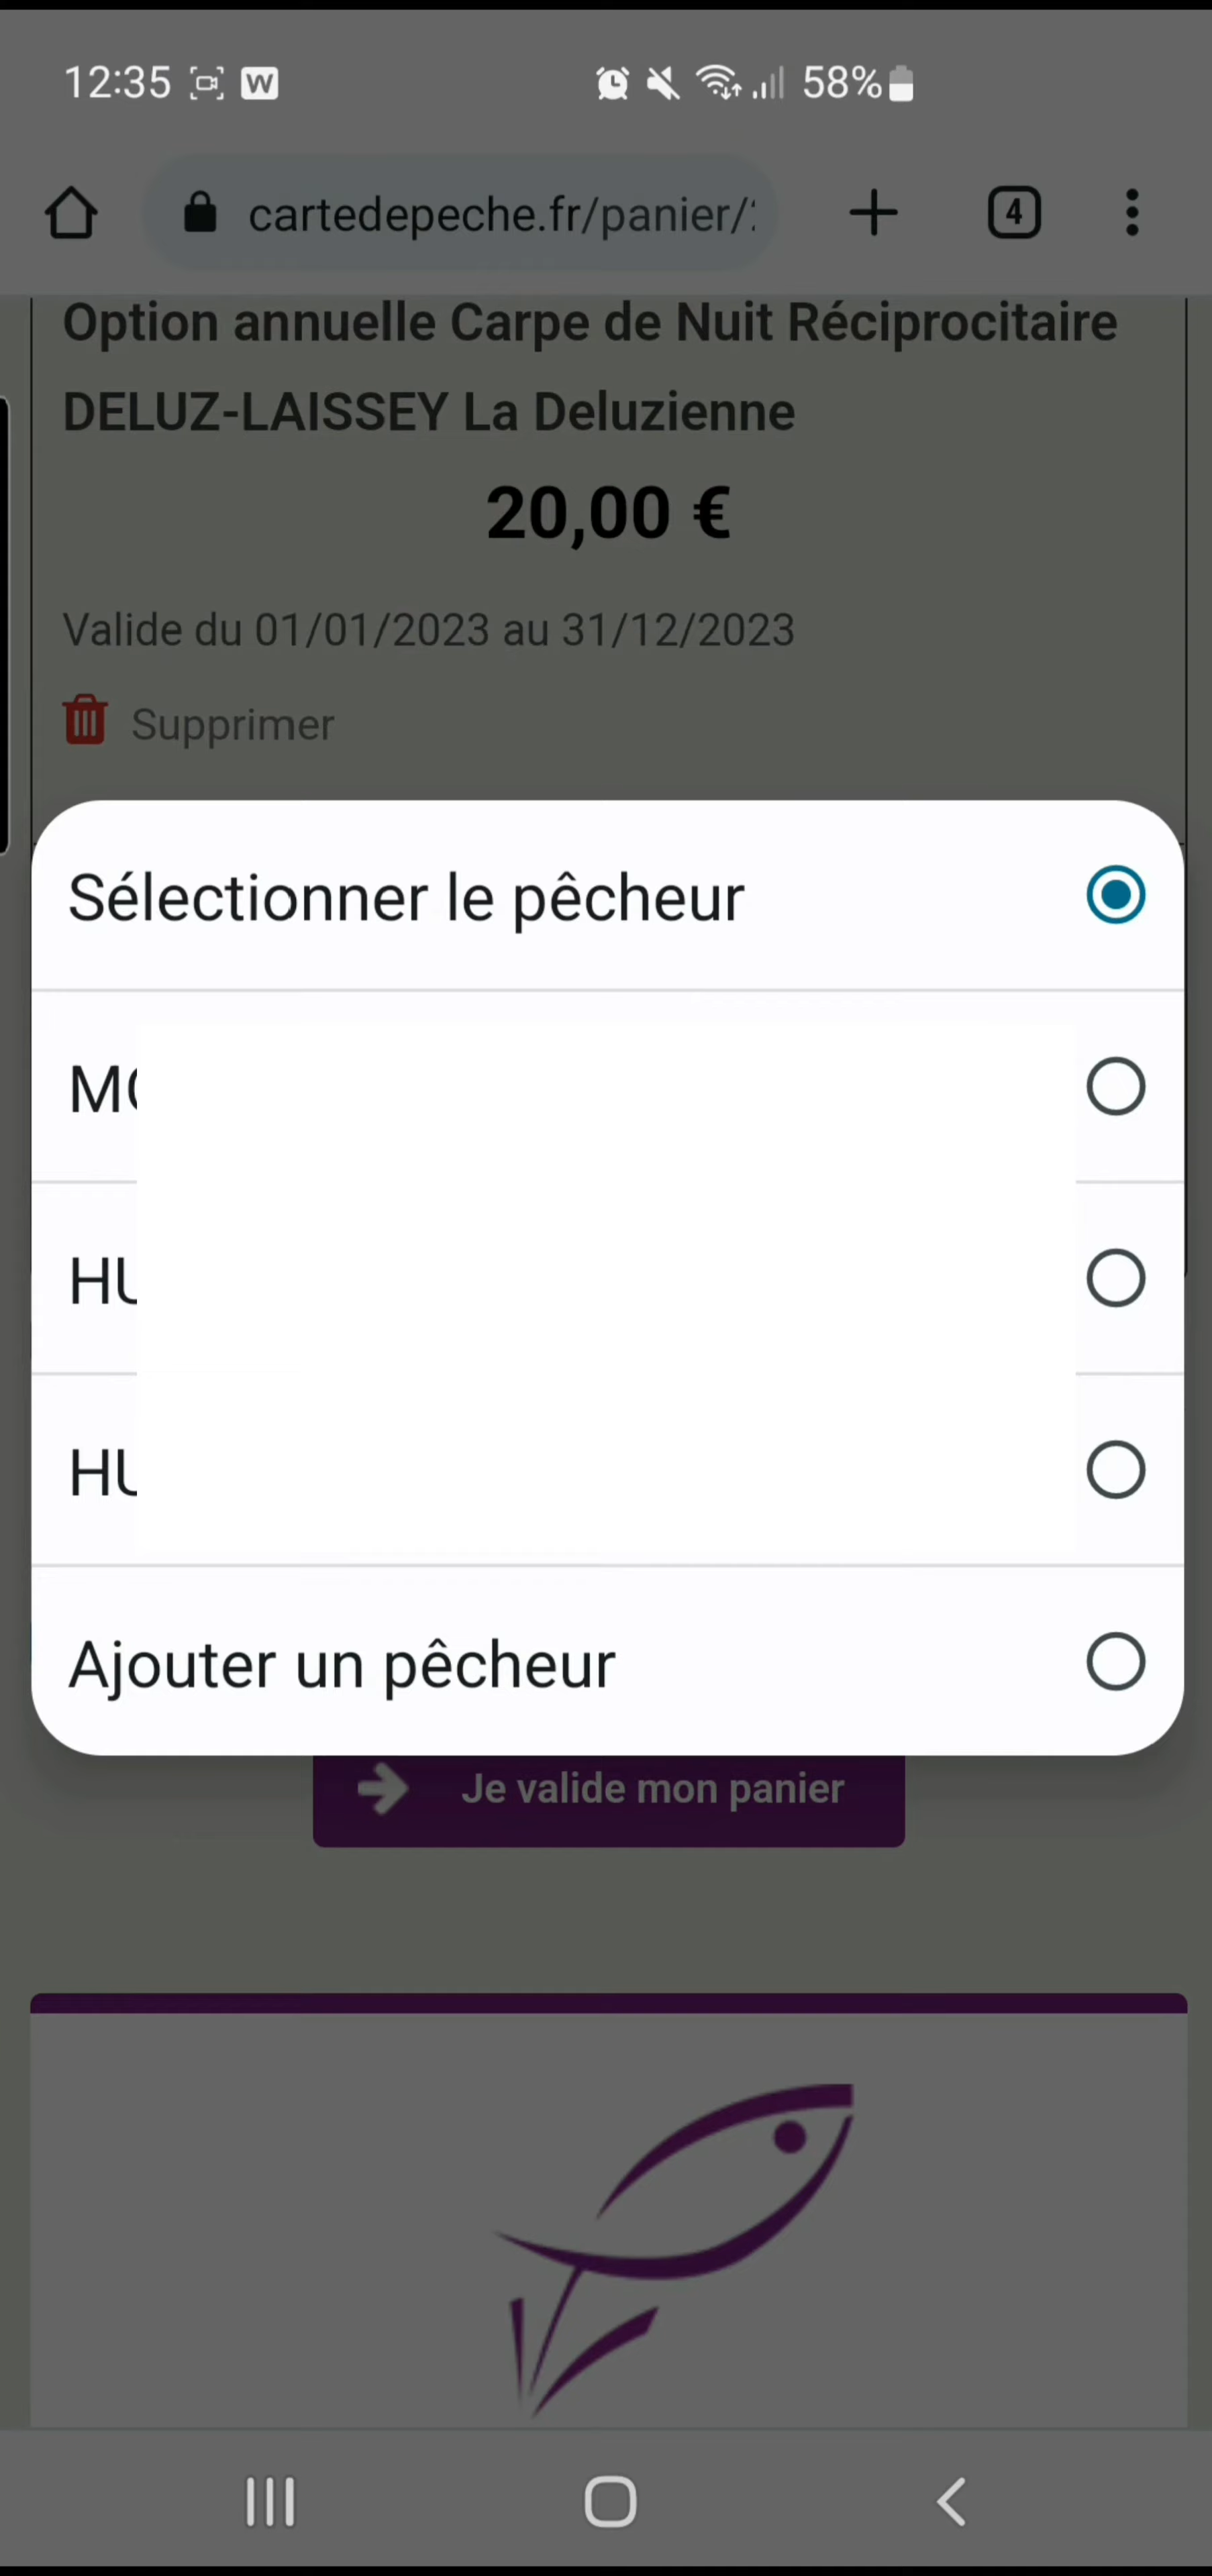 12:35 W 58%
cartedepeche.fr/panier/
4
Option annuelle Carpe de Nuit Réciprocitaire
DELUZ-LAISSEY La Deluzienne
20,00 €
Valide du 01/01/2023 au 31/12/2023
Supprimer
Sélectionner le pêcheur
Ajouter un pêcheur
Je valide mon panier